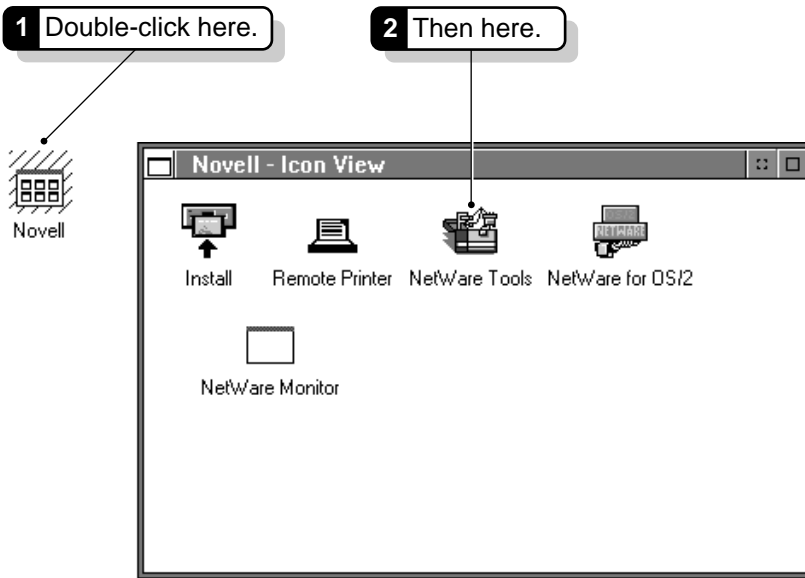 1 Double-click here.
2 Then here.
Novell
Novell - Icon View
Install
Remote Printer
NetWare Tools
NetWare for OS/2
NetWare Monitor
NETWARE